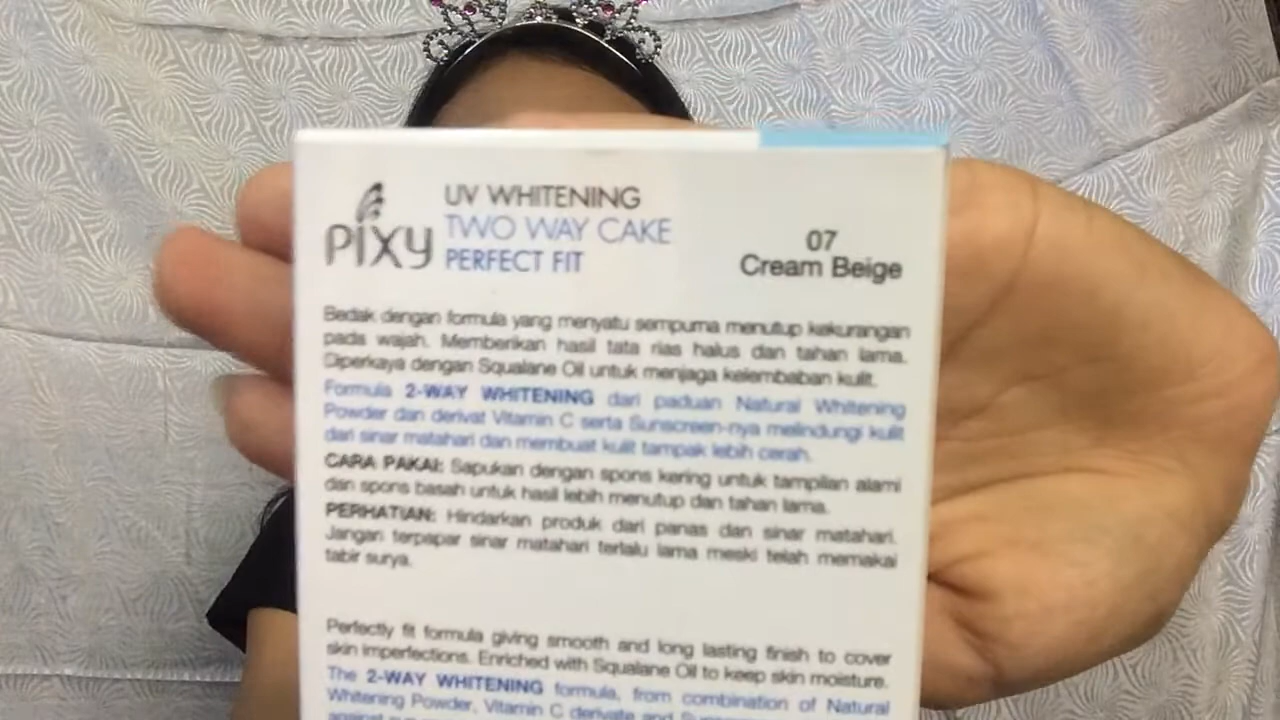 PIXY
UV WHITENING
TWO WAY CAKE
PERFECT FIT
07
Cream Beige
Bedak dengan formula yang menyatu sempurna menutup kekurangan
pada wajah. Memberikan hasil tata rias halus dan tahan lama.
Diperkaya dengan Squalane Oil untuk menjaga kelembaban kulit.
Formula 2-WAY WHITENING dari paduan Natural Whitening
Powder dan derivat Vitamin C serta Sunscreen-nya melindungi kulit
dari sinar matahari dan membuat kulit tampak lebih cerah.
CARA PAKAI: Sapukan dengan spons kering untuk tampilan alami
dan spons basah untuk hasil lebih menutup dan tahan lama.
PERHATIAN: Hindarkan produk dari panas dan sinar matahari.
Jangan terpapar sinar matahari terlalu lama meski telah memakai
tabir surya.
Perfectly fit formula giving smooth and long lasting finish to cover
skin imperfections. Enriched with Squalane Oil to keep skin moisture.
The 2-WAY WHITENING formula, from combination of Natural
Whitening Powder, Vitamin C derivate and